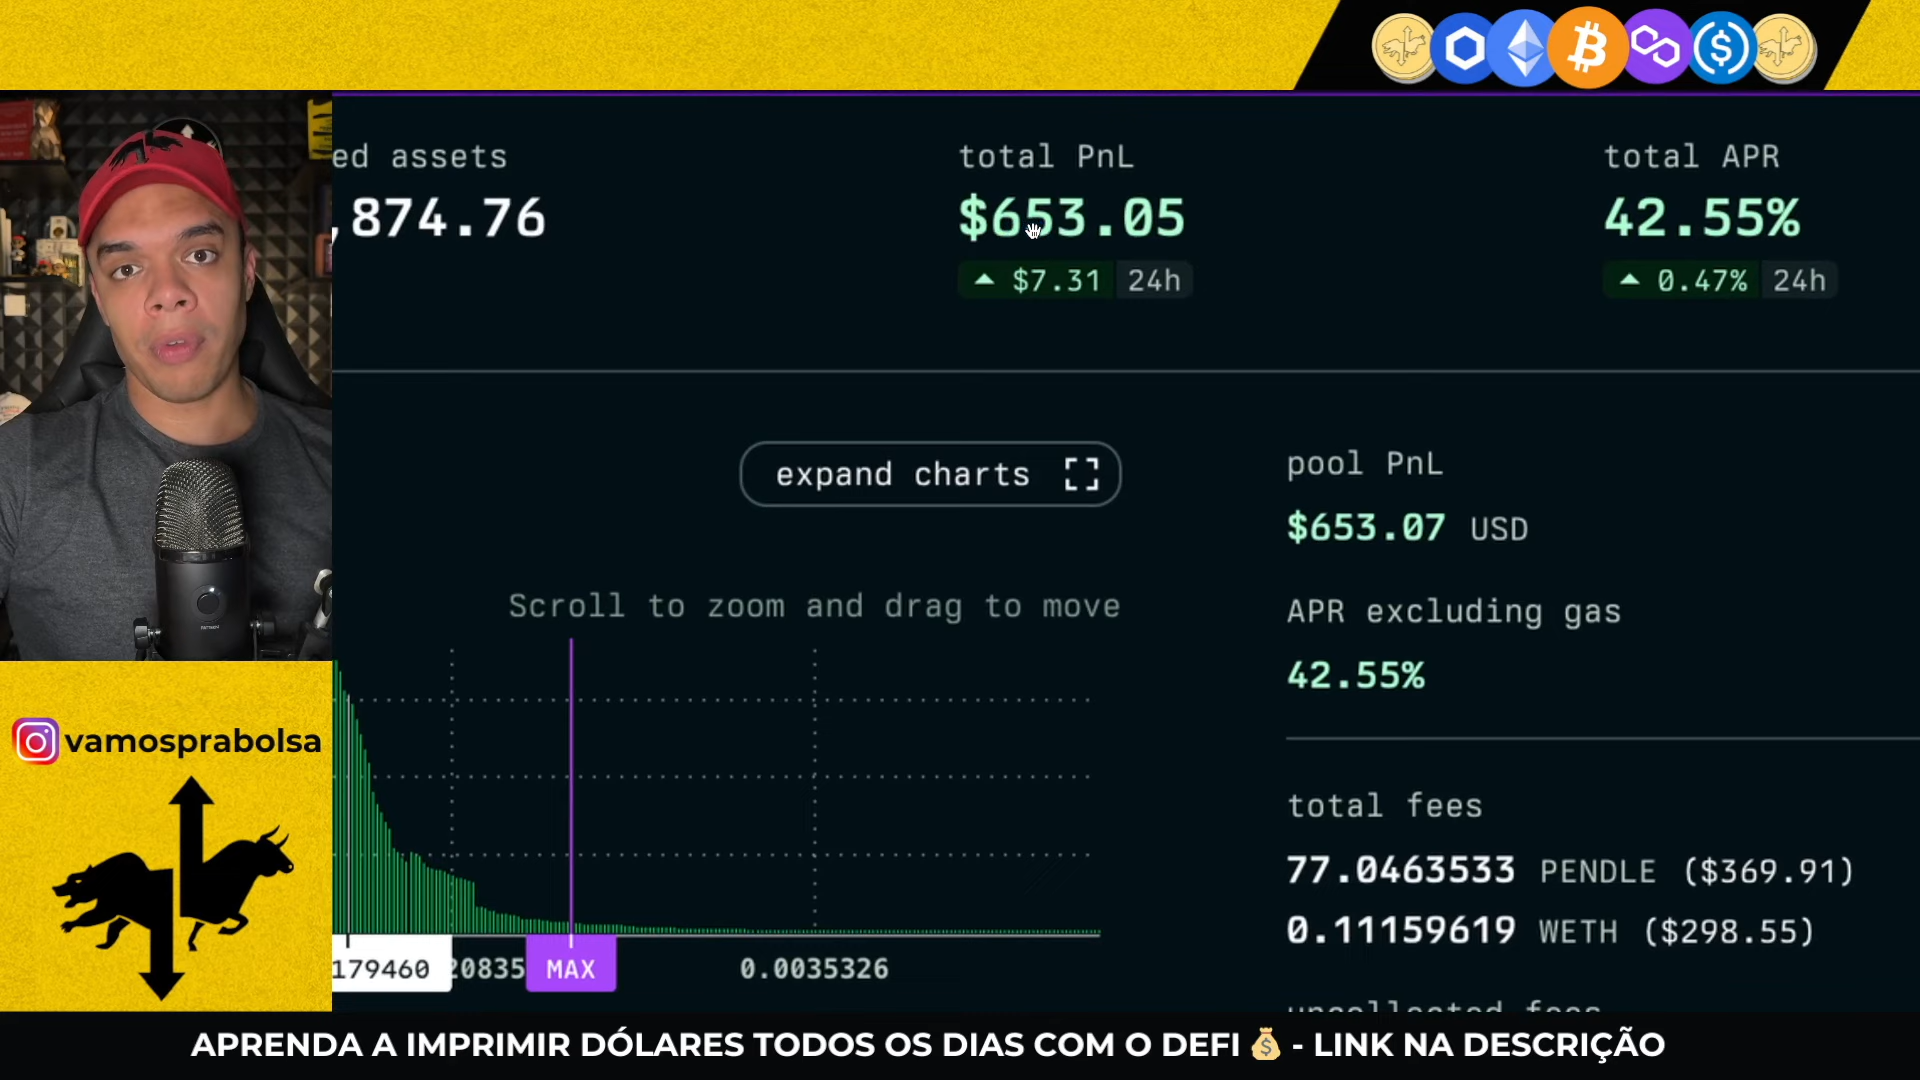 ed assets
,874.76
total PnL
$653.05
$7.31 24h
total APR
42.55%
0.47% 24h
expand charts
Scroll to zoom and drag to move
179460 20835 MAX 0.0035326
pool PnL
$653.07 USD
APR excluding gas
42.55%
total fees
77.0463533 PENDLE ($369.91)
0.11159619 WETH ($298.55)
uncollected fees
vamosprabolsa
APRENDA A IMPRIMIR DÓLARES TODOS OS DIAS COM O DEFI 💰 - LINK NA DESCRIÇÃO